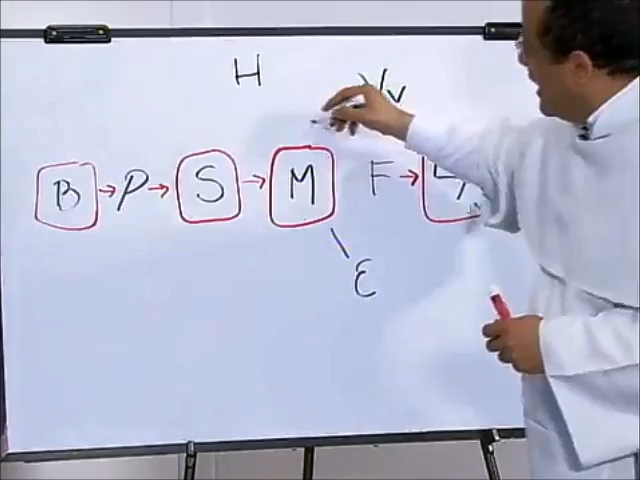 H
B → P → S → M F →
ε